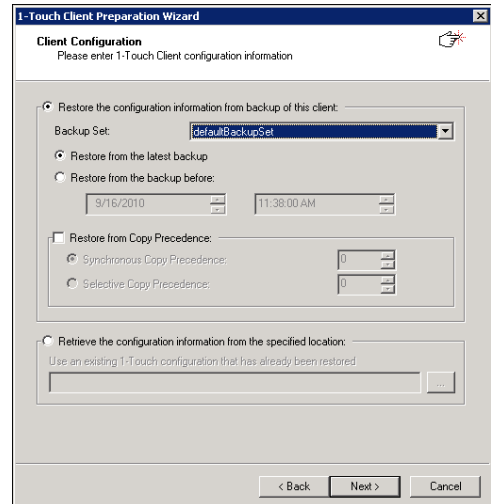 1-Touch Client Preparation Wizard
Client Configuration
Please enter 1-Touch Client configuration information
Restore the configuration information from backup of this client:
Backup Set:
defaultBackupSet
Restore from the latest backup
Restore from the backup before:
9/16/2010
11:38:00 AM
Restore from Copy Precedence:
Synchronous Copy Precedence:
0
Selective Copy Precedence:
0
Retrieve the configuration information from the specified location:
Use an existing 1-Touch configuration that has already been restored
...
< Back
Next >
Cancel